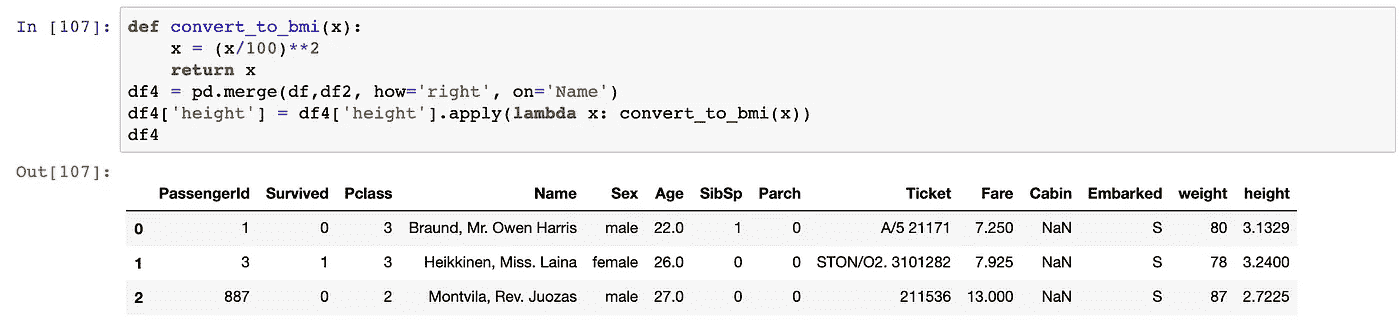 In [107]: def convert_to_bmi(x):
    x = (x/100)**2
    return x
df4 = pd.merge(df,df2, how='right', on='Name')
df4['height'] = df4['height'].apply(lambda x: convert_to_bmi(x))
df4
Out[107]:
PassengerId Survived Pclass Name Sex Age SibSp Parch Ticket Fare Cabin Embarked weight height
0 1 0 3 Braund, Mr. Owen Harris male 22.0 1 0 A/5 21171 7.250 NaN S 80 3.1329
1 3 1 3 Heikkinen, Miss. Laina female 26.0 0 0 STON/O2. 3101282 7.925 NaN S 78 3.2400
2 887 0 2 Montvila, Rev. Juozas male 27.0 0 0 211536 13.000 NaN S 87 2.7225